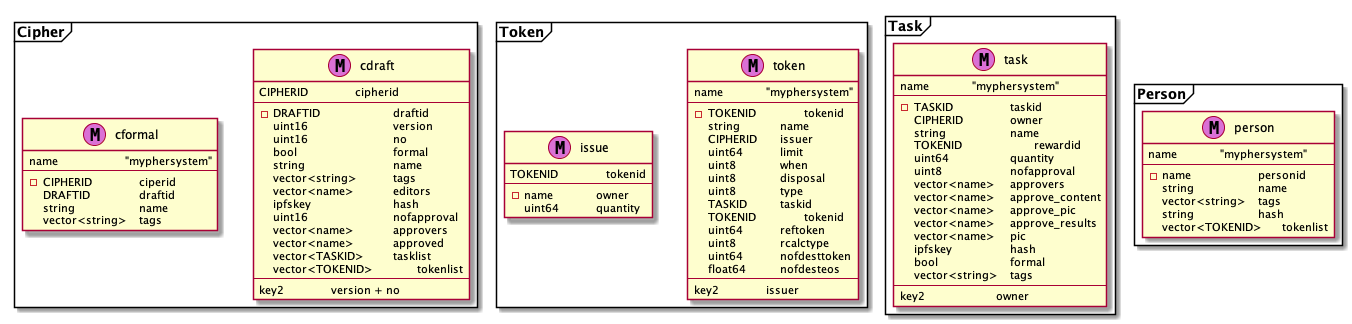 Cipher
M cformal
name "myphersystem"
CIPHERID ciperid
DRAFTID draftid
string name
vector<string> tags
M cdraft
CIPHERID cipherid
DRAFTID draftid
uint16 version
uint16 no
bool formal
string name
vector<string> tags
vector<name> editors
ipfskey hash
uint16 nofapproval
vector<name> approvers
vector<name> approved
vector<TASKID> tasklist
vector<TOKENID> tokenlist
key2 version + no
Token
M issue
TOKENID tokenid
name owner
uint64 quantity
M token
name "myphersystem"
TOKENID tokenid
string name
CIPHERID issuer
uint64 limit
uint8 when
uint8 disposal
uint8 type
TASKID taskid
TOKENID tokenid
uint64 reftoken
uint8 rcalctype
uint64 nofdesttoken
float64 nofdesteos
key2 issuer
Task
M task
name "myphersystem"
TASKID taskid
CIPHERID owner
string name
TOKENID rewardid
uint64 quantity
uint8 nofapproval
vector<name> approvers
vector<name> approve_content
vector<name> approve_pic
vector<name> approve_results
vector<name> pic
ipfskey hash
bool formal
vector<string> tags
key2 owner
Person
M person
name "myphersystem"
name personid
string name
vector<string> tags
string hash
vector<TOKENID> tokenlist